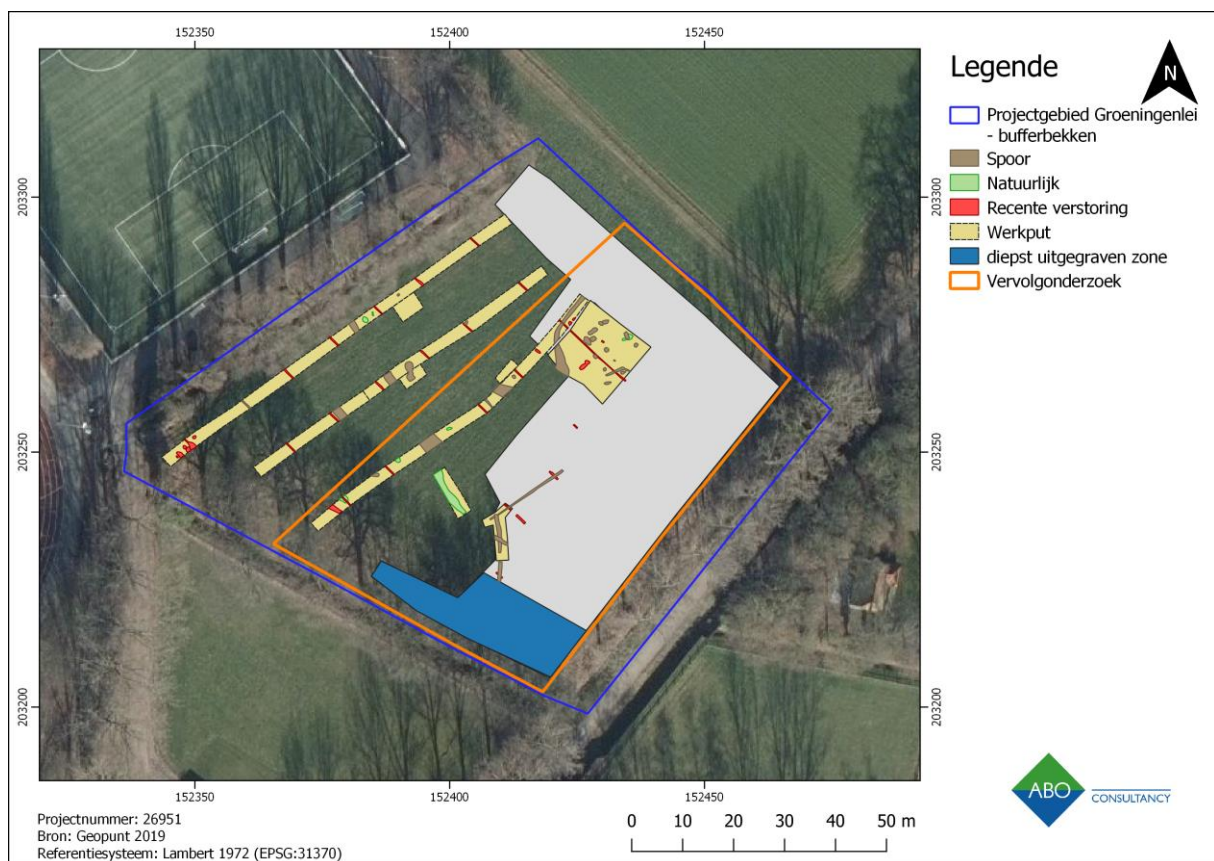 152350
152400
152450
203300
203250
203200
203300
203250
203200
152350
152400
152450
Legende
N
Projectgebied Groeningenlei
- bufferbekken
Spoor
Natuurlijk
Recente verstoring
Werkput
diepst uitgegraven zone
Vervolgonderzoek
Projectnummer: 26951
Bron: Geopunt 2019
Referentiesysteem: Lambert 1972 (EPSG:31370)
0 10 20 30 40 50 m
ABO
CONSULTANCY